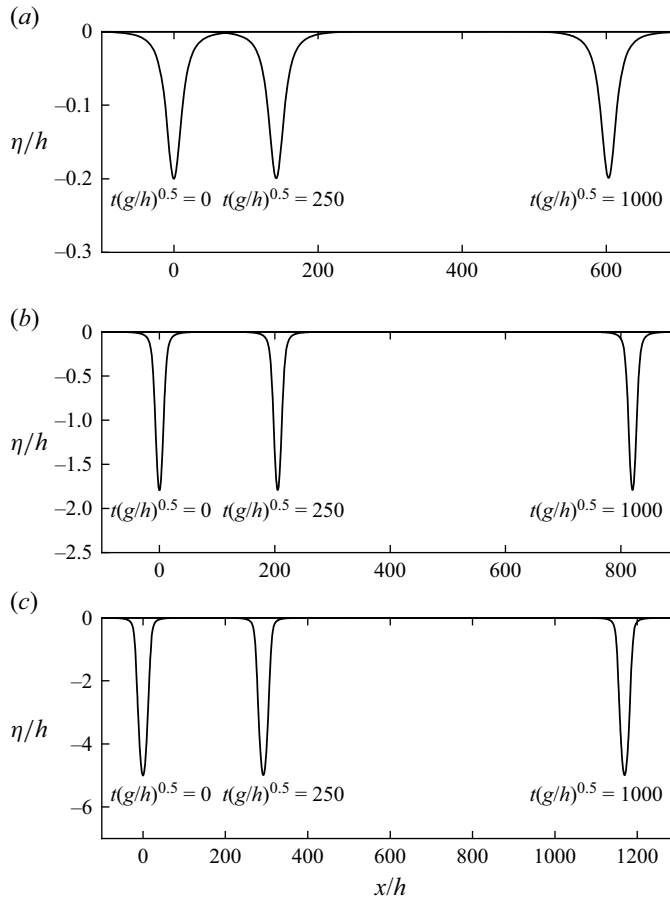 (a)
0
–0.1
η/h
–0.2
t(g/h)^0.5 = 0 t(g/h)^0.5 = 250 t(g/h)^0.5 = 1000
–0.3
0 200 400 600
(b)
0
–0.5
–1.0
η/h
–1.5
–2.0 t(g/h)^0.5 = 0 t(g/h)^0.5 = 250 t(g/h)^0.5 = 1000
–2.5
0 200 400 600 800
(c)
0
–2
η/h
–4
t(g/h)^0.5 = 0 t(g/h)^0.5 = 250 t(g/h)^0.5 = 1000
–6
0 200 400 600 800 1000 1200
x/h